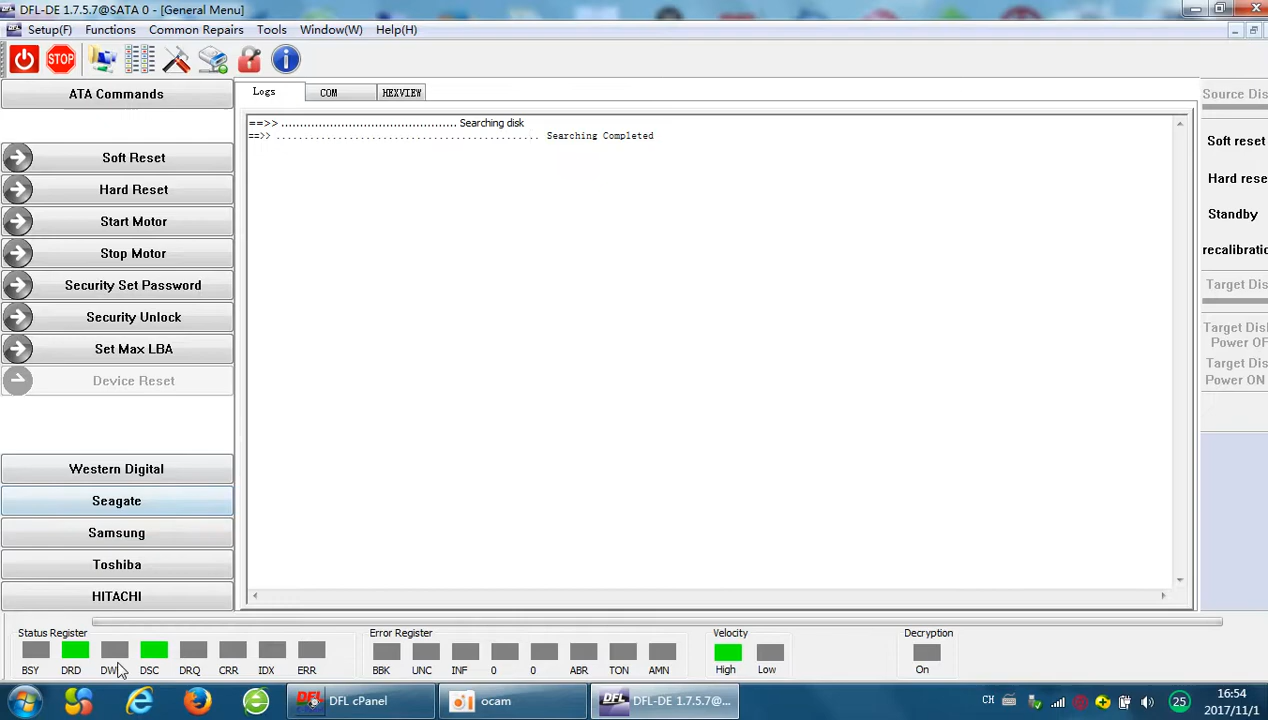 DFL-DE 1.7.5.7@SATA 0 - [General Menu]
Setup(F) Functions Common Repairs Tools Window(W) Help(H)
STOP
ATA Commands
Logs COM HEXVIEW
Source Dis
==>> ............................................... Searching disk
==>> ............................................... Searching Completed
Soft Reset
Hard Reset
Start Motor
Stop Motor
Security Set Password
Security Unlock
Set Max LBA
Device Reset
Western Digital
Seagate
Samsung
Toshiba
HITACHI
Soft reset
Hard rese
Standby
recalibratio
Target Dis
Target Disk
Power OF
Target Dis
Power ON
Status Register
BSY DRD DW DSC DRQ CRR IDX ERR
Error Register
BBK UNC INF 0 0 ABR TON AMN
Velocity
High Low
Decryption
On
DFL cPanel
ocam
DFL-DE 1.7.5.7@...
CH
25
16:54
2017/11/1